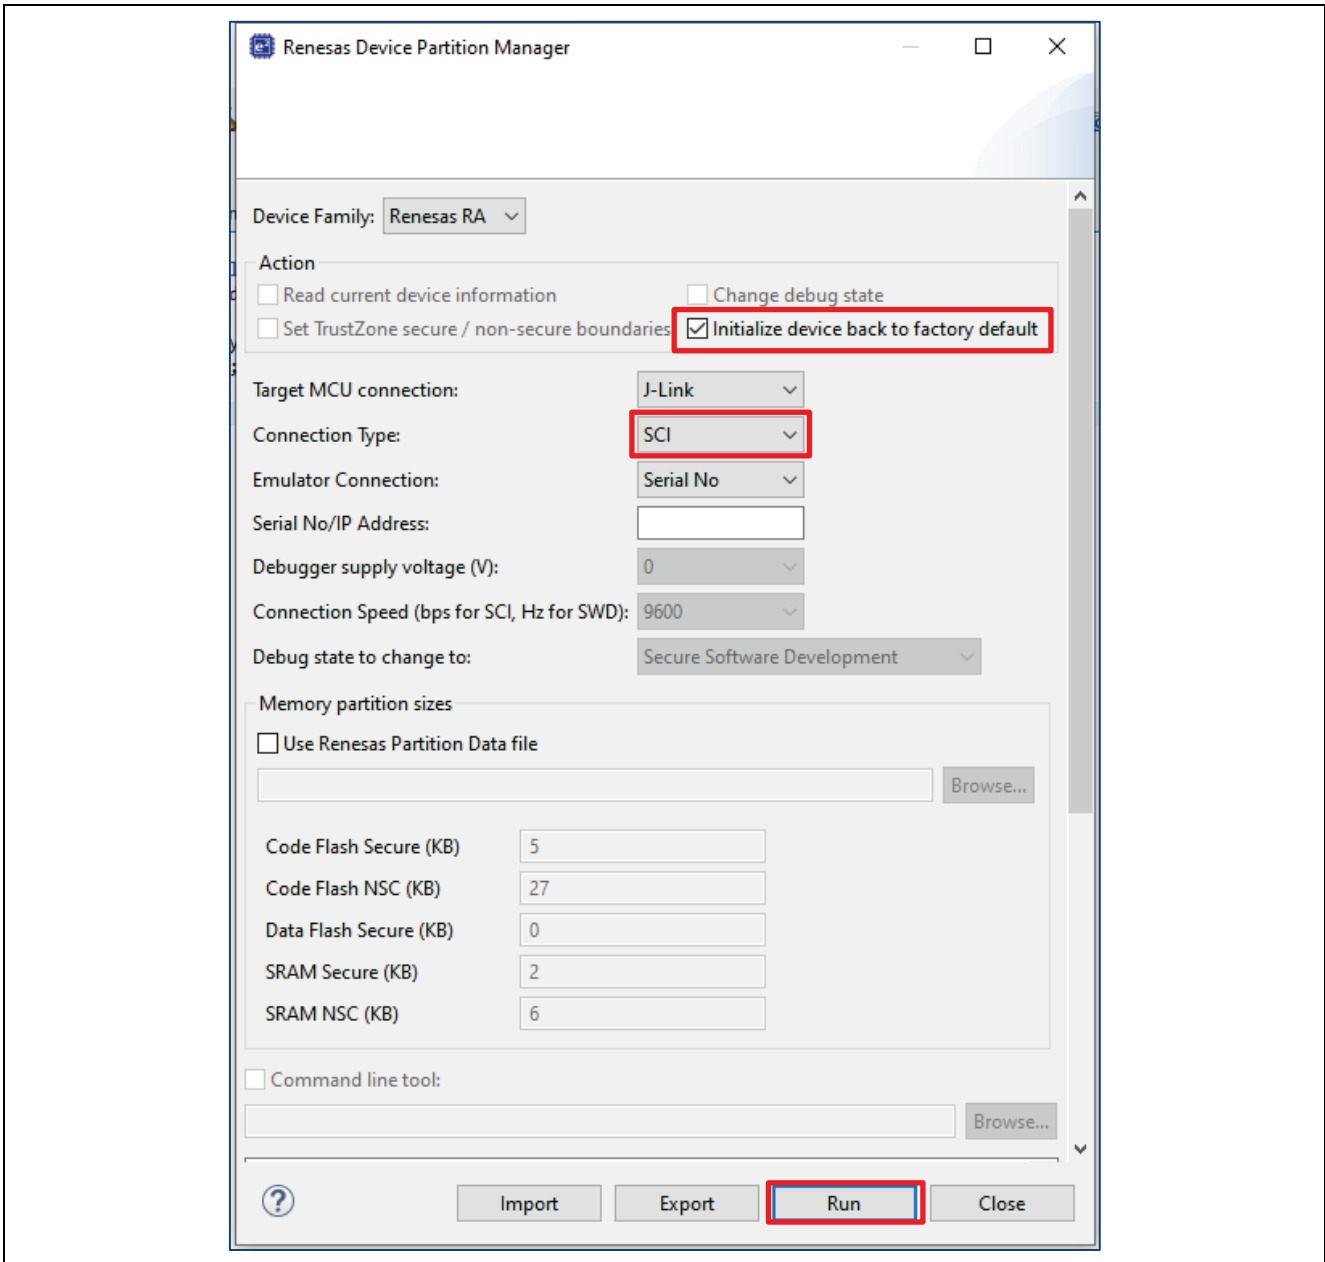 Renesas Device Partition Manager
Device Family: Renesas RA
Action
Read current device information Change debug state
Set TrustZone secure / non-secure boundaries Initialize device back to factory default
Target MCU connection: J-Link
Connection Type: SCI
Emulator Connection: Serial No
Serial No/IP Address:
Debugger supply voltage (V): 0
Connection Speed (bps for SCI, Hz for SWD): 9600
Debug state to change to: Secure Software Development
Memory partition sizes
Use Renesas Partition Data file
Browse...
Code Flash Secure (KB) 5
Code Flash NSC (KB) 27
Data Flash Secure (KB) 0
SRAM Secure (KB) 2
SRAM NSC (KB) 6
Command line tool:
Browse...
? Import Export Run Close